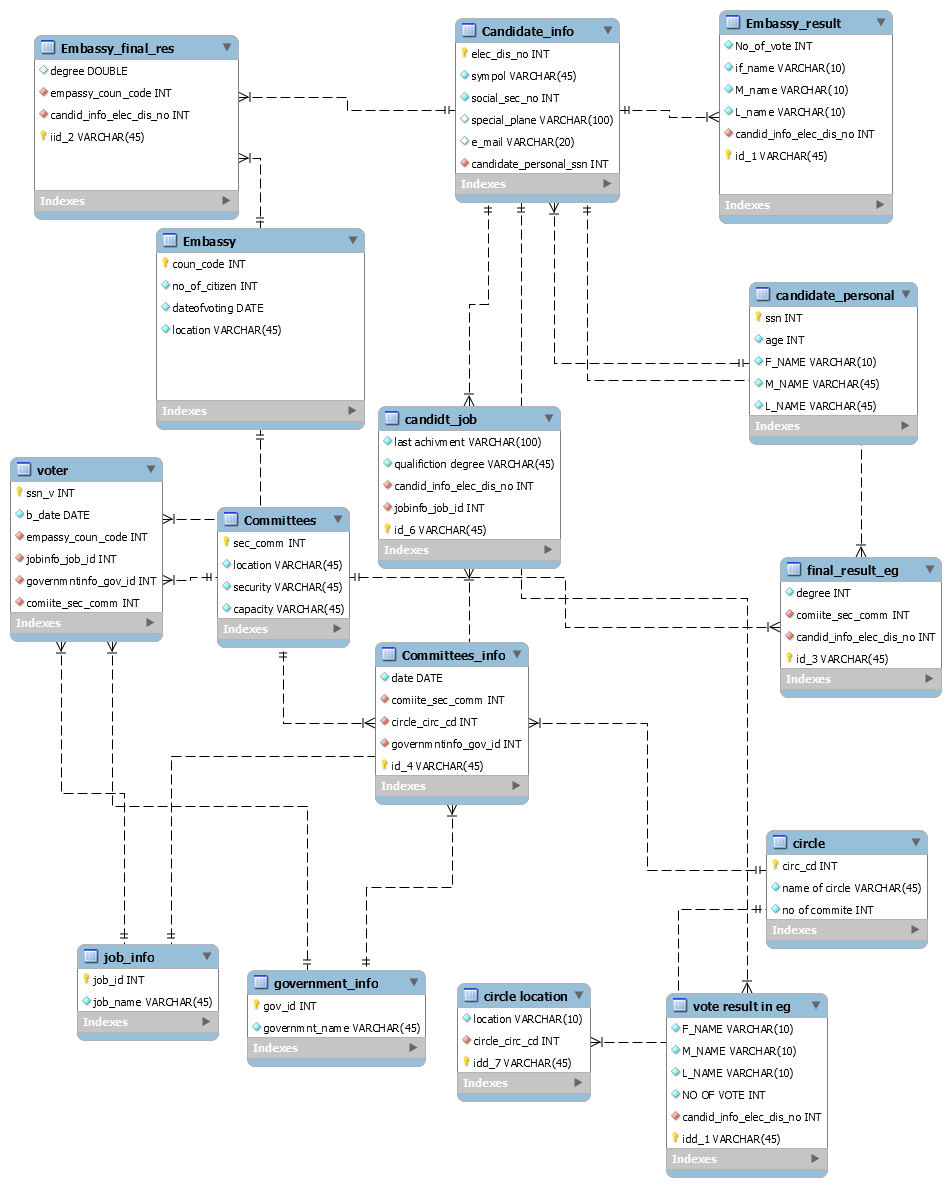 Embassy_final_res
degree DOUBLE
empassy_coun_code INT
candid_info_elec_dis_no INT
iid_2 VARCHAR(45)
Indexes
Candidate_info
elec_dis_no INT
sympol VARCHAR(45)
social_sec_no INT
special_plane VARCHAR(100)
e_mail VARCHAR(20)
candidate_personal_ssn INT
Indexes
Embassy_result
No_of_vote INT
if_name VARCHAR(10)
M_name VARCHAR(10)
L_name VARCHAR(10)
candid_info_elec_dis_no INT
id_1 VARCHAR(45)
Indexes
Embassy
coun_code INT
no_of_citizen INT
dateofvoting DATE
location VARCHAR(45)
Indexes
candidate_personal
ssn INT
age INT
F_NAME VARCHAR(10)
M_NAME VARCHAR(45)
L_NAME VARCHAR(45)
Indexes
candidt_job
last achivment VARCHAR(100)
qualifiction degree VARCHAR(45)
candid_info_elec_dis_no INT
jobinfo_job_id INT
id_6 VARCHAR(45)
Indexes
voter
ssn_v INT
b_date DATE
empassy_coun_code INT
jobinfo_job_id INT
governmntinfo_gov_id INT
comiite_sec_comm INT
Indexes
Committees
sec_comm INT
location VARCHAR(45)
security VARCHAR(45)
capacity VARCHAR(45)
Indexes
final_result_eg
degree INT
comiite_sec_comm INT
candid_info_elec_dis_no INT
id_3 VARCHAR(45)
Indexes
Committees_info
date DATE
comiite_sec_comm INT
circle_circ_cd INT
governmntinfo_gov_id INT
id_4 VARCHAR(45)
Indexes
circle
circ_cd INT
name of circle VARCHAR(45)
no of commite INT
Indexes
job_info
job_id INT
job_name VARCHAR(45)
Indexes
government_info
gov_id INT
governmnt_name VARCHAR(45)
Indexes
circle location
location VARCHAR(10)
circle_circ_cd INT
idd_7 VARCHAR(45)
Indexes
vote result in eg
F_NAME VARCHAR(10)
M_NAME VARCHAR(10)
L_NAME VARCHAR(10)
NO OF VOTE INT
candid_info_elec_dis_no INT
idd_1 VARCHAR(45)
Indexes